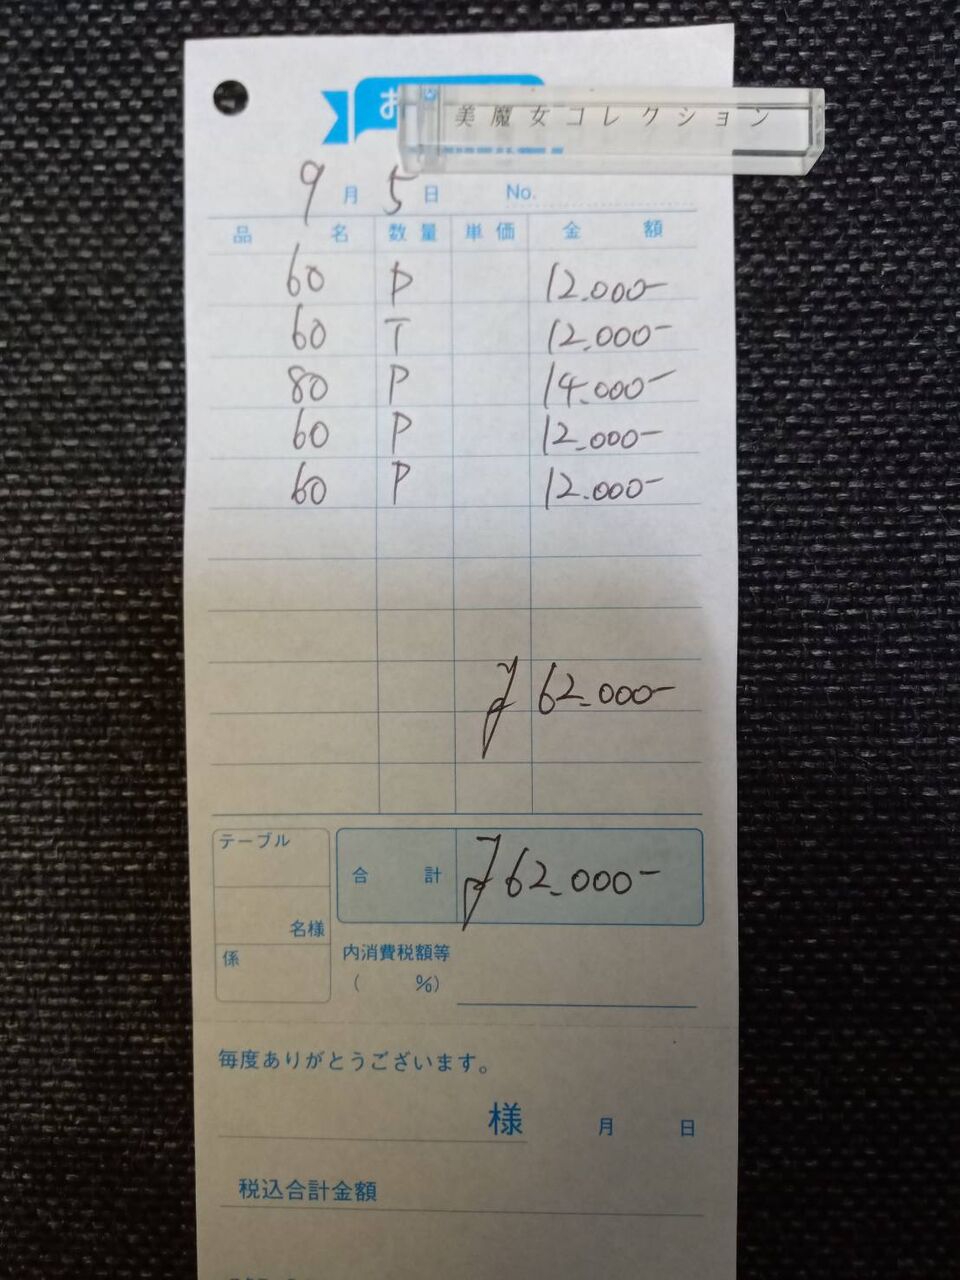 お
美魔女コレクション
9月 5日 No.
品名 数量 単価 金額
60 P 12.000-
60 T 12.000-
80 P 14.000-
60 P 12.000-
60 P 12.000-
62.000-
テーブル
合計 62.000-
名様
係
内消費税額等
( %)
毎度ありがとうございます。
様 月 日
税込合計金額